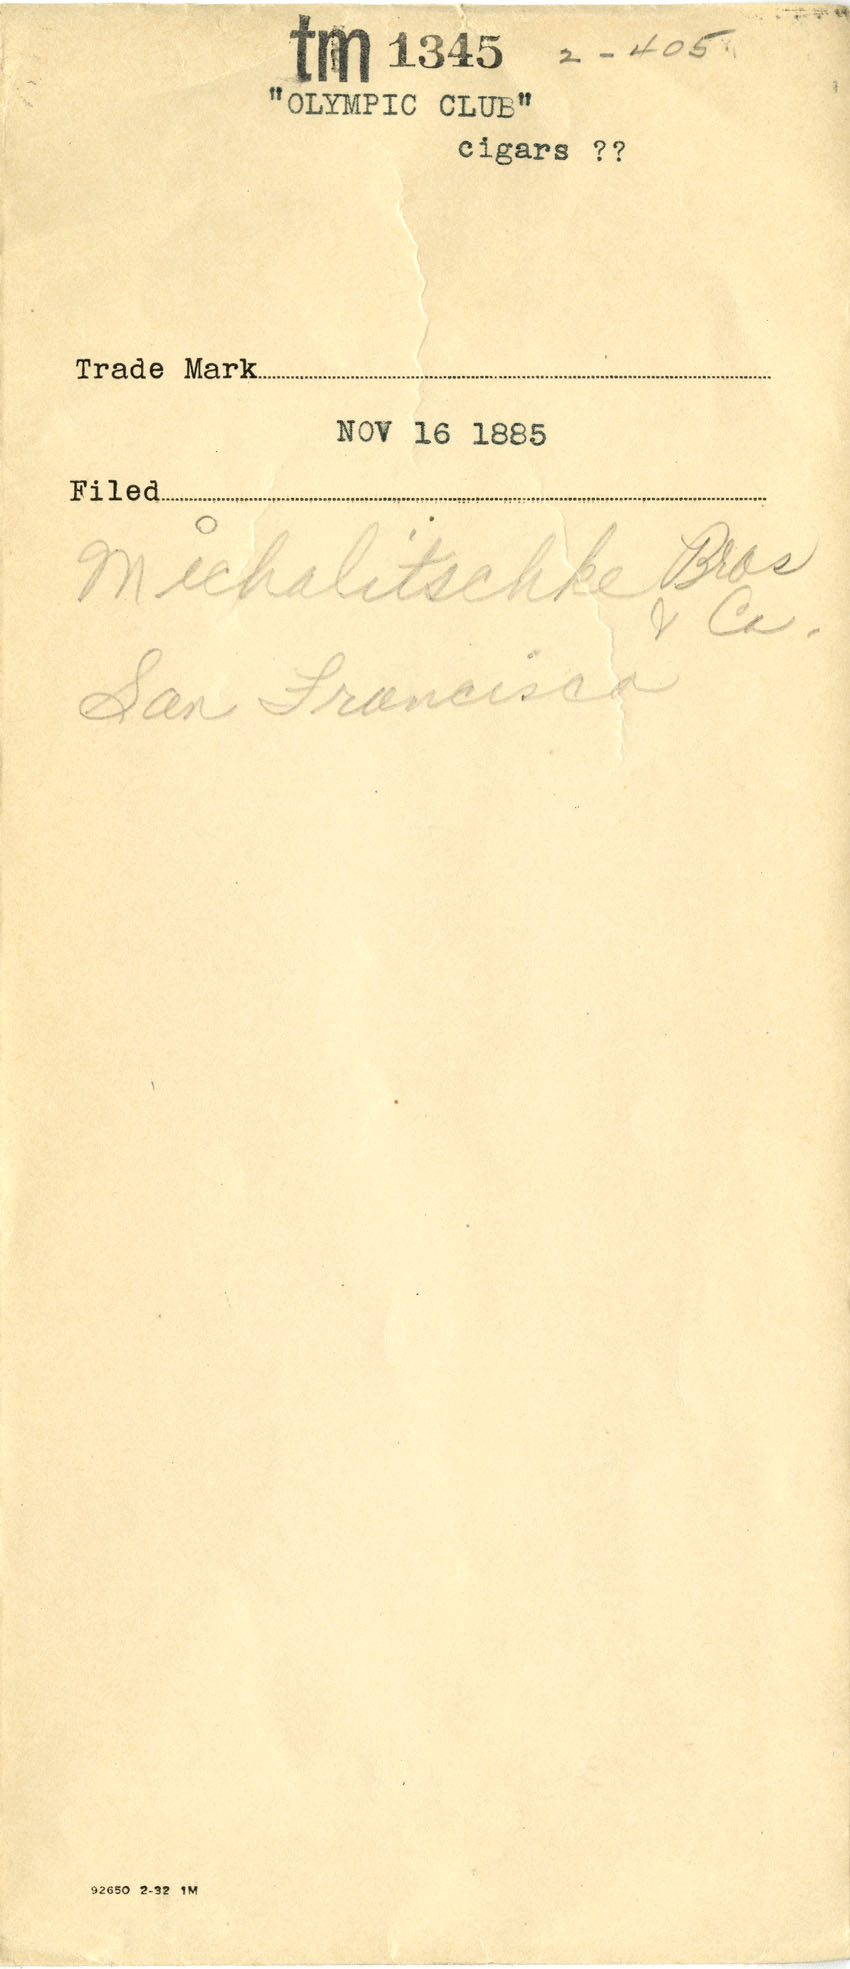 tm 1345 2-405
"OLYMPIC CLUB"
cigars ??
Trade Mark
NOV 16 1885
Filed
Michalitschke Bros
& Co.
San Francisco
92650 2-32 1M